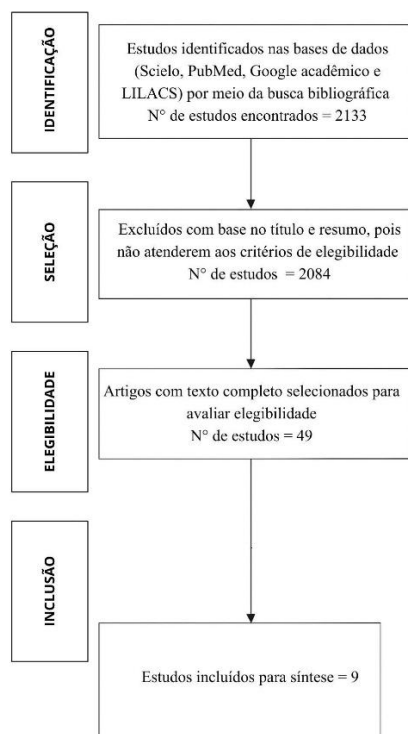 IDENTIFICAÇÃO
Estudos identificados nas bases de dados
(Scielo, PubMed, Google acadêmico e
LILACS) por meio da busca bibliográfica
N° de estudos encontrados = 2133
SELEÇÃO
Excluídos com base no título e resumo, pois
não atenderem aos critérios de elegibilidade
N° de estudos = 2084
ELEGIBILIDADE
Artigos com texto completo selecionados para
avaliar elegibilidade
N° de estudos = 49
INCLUSÃO
Estudos incluídos para síntese = 9